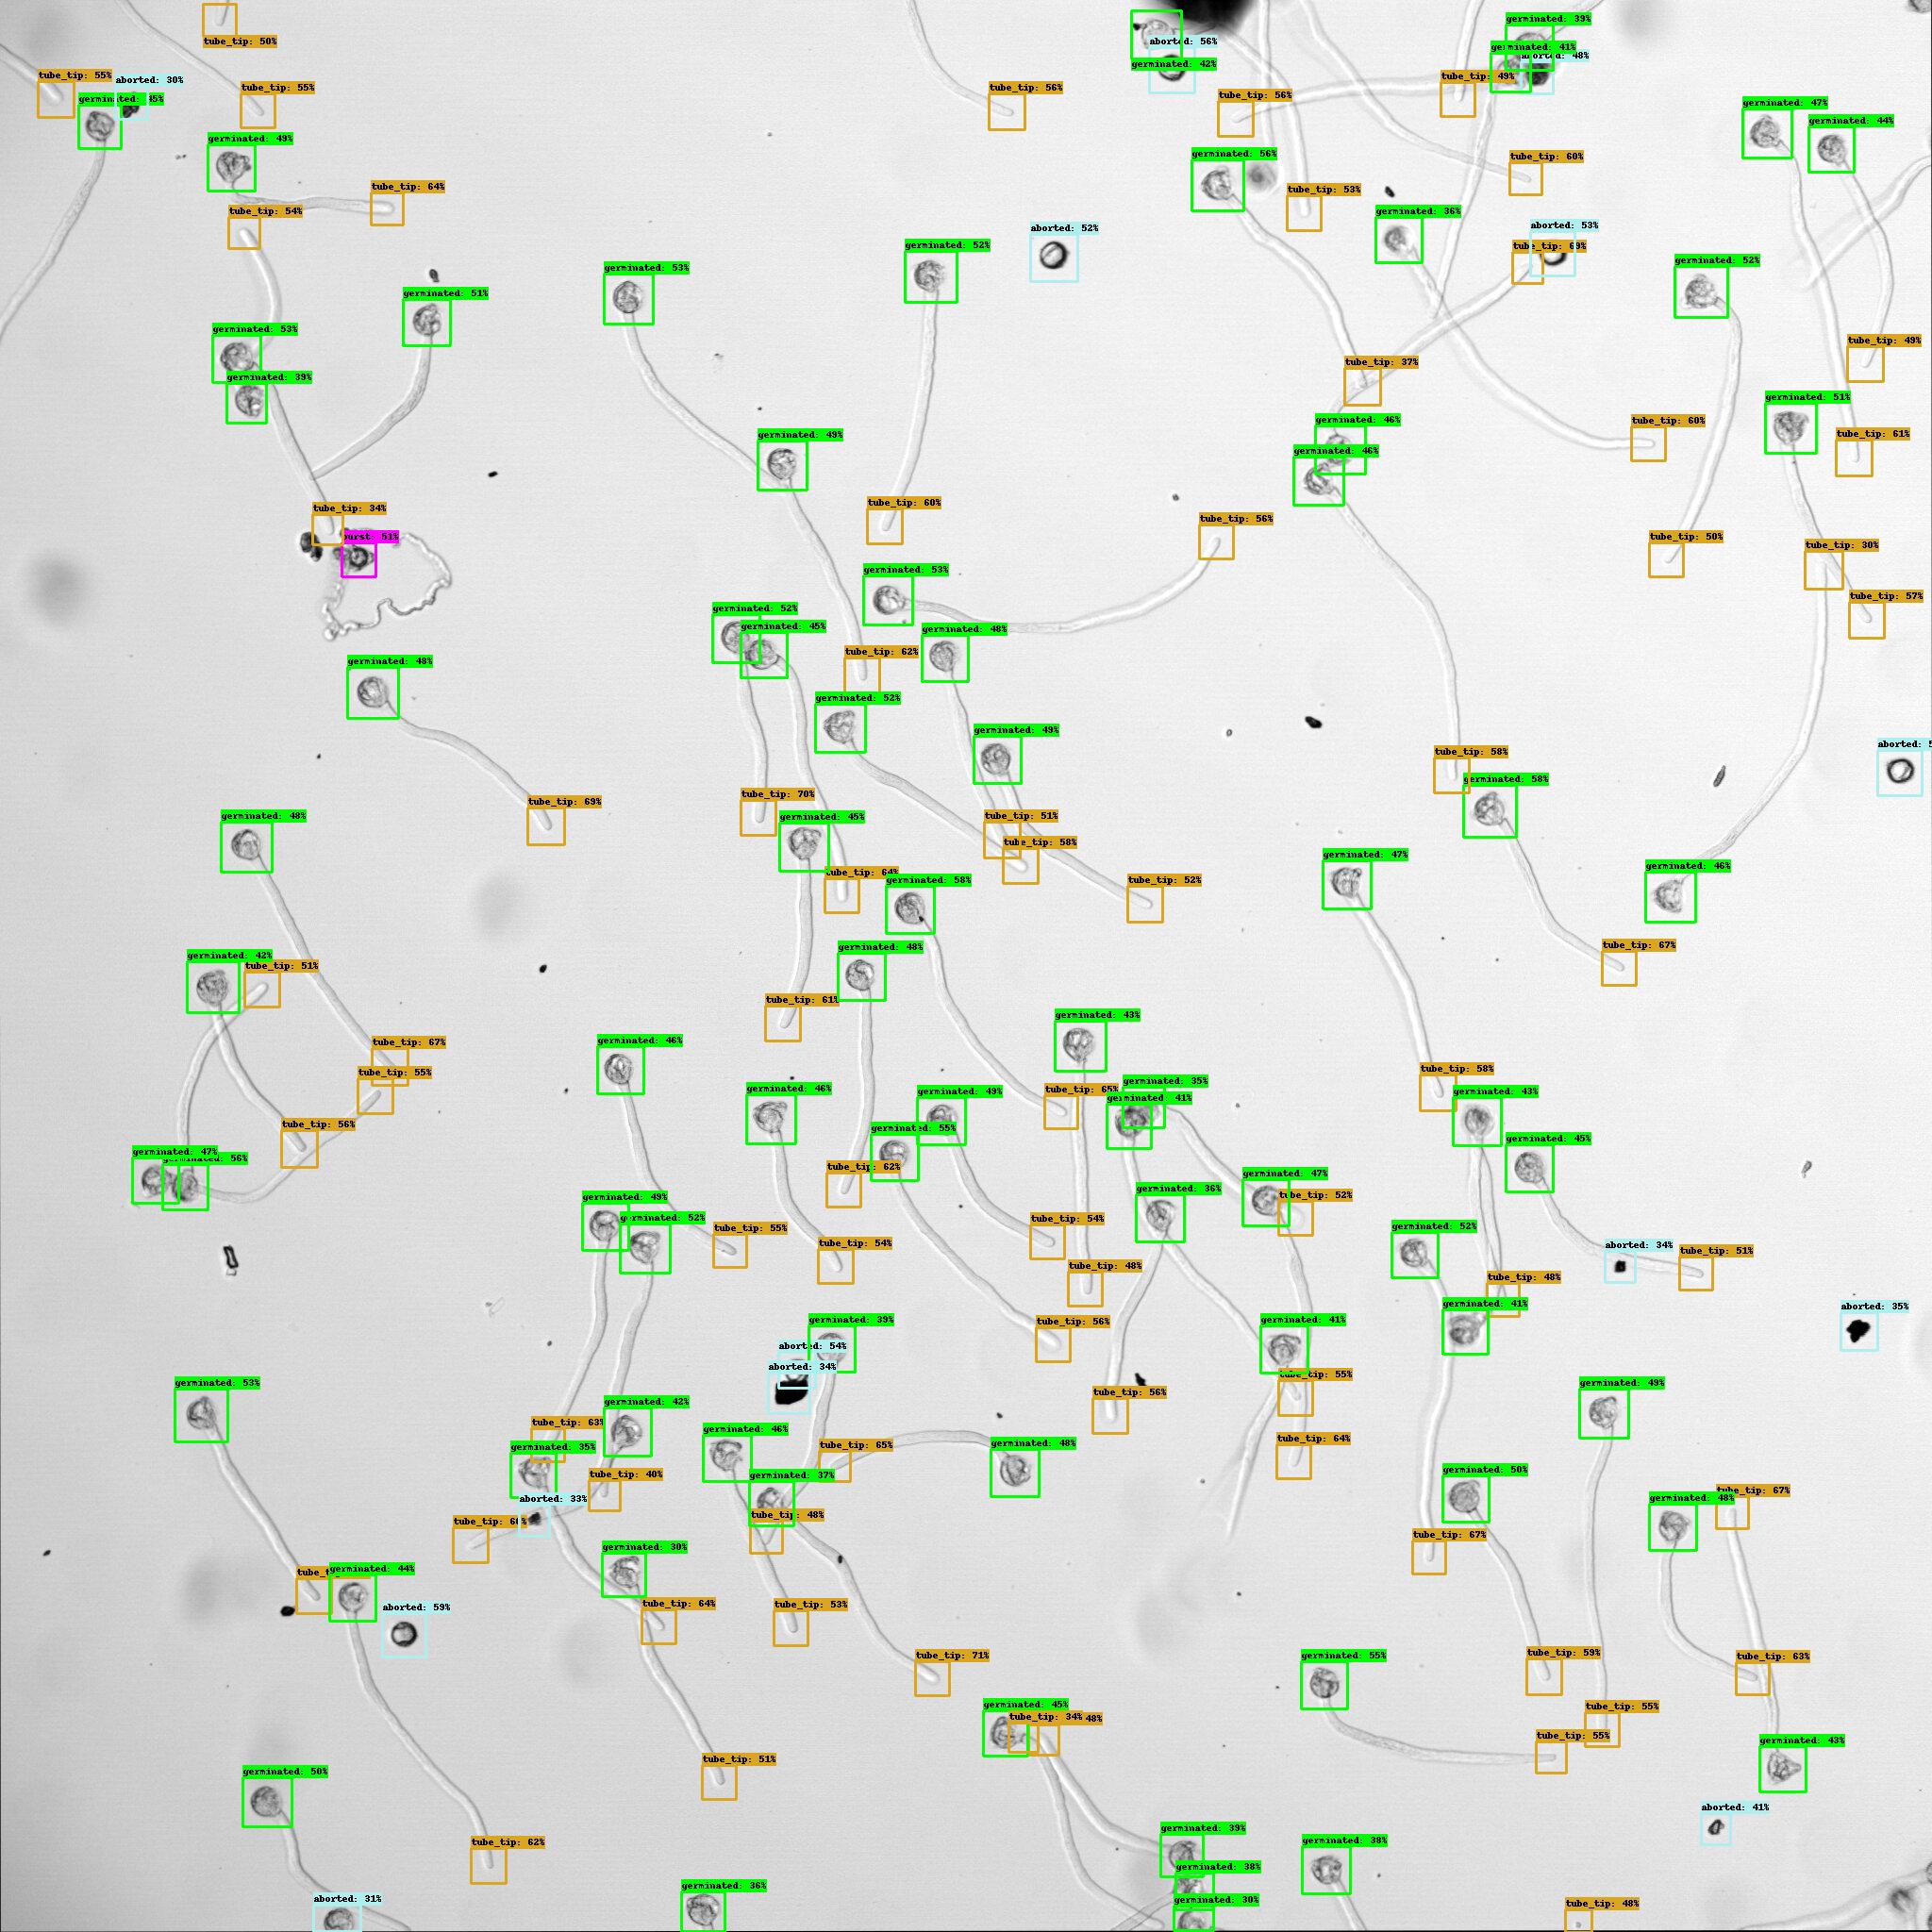 tube_tip: 50%
tube_tip: 55%
aborted: 30%
tube_tip: 55%
germinated: 49%
tube_tip: 64%
tube_tip: 54%
germinated: 51%
germinated: 53%
germinated: 39%
tube_tip: 34%
burst: 51%
germinated: 48%
tube_tip: 69%
germinated: 53%
germinated: 52%
tube_tip: 56%
aborted: 52%
germinated: 49%
tube_tip: 60%
tube_tip: 56%
germinated: 53%
germinated: 52%
germinated: 45%
germinated: 48%
tube_tip: 62%
germinated: 52%
germinated: 49%
tube_tip: 70%
germinated: 45%
tube_tip: 51%
tube_tip: 58%
tube_tip: 64%
germinated: 58%
tube_tip: 52%
aborted: 56%
germinated: 42%
germinated: 39%
germinated: 41%
aborted: 48%
tube_tip: 49%
tube_tip: 56%
germinated: 56%
tube_tip: 60%
tube_tip: 53%
germinated: 36%
aborted: 53%
tube_tip: 69%
germinated: 47%
germinated: 44%
germinated: 52%
tube_tip: 49%
tube_tip: 37%
germinated: 46%
germinated: 46%
tube_tip: 60%
germinated: 51%
tube_tip: 61%
tube_tip: 50%
tube_tip: 30%
tube_tip: 57%
tube_tip: 58%
germinated: 58%
germinated: 47%
germinated: 46%
tube_tip: 67%
germinated: 48%
germinated: 42%
tube_tip: 51%
tube_tip: 67%
tube_tip: 55%
tube_tip: 56%
germinated: 47%
germinated: 56%
germinated: 48%
tube_tip: 61%
germinated: 46%
germinated: 43%
germinated: 46%
germinated: 49%
germinated: 55%
tube_tip: 65%
germinated: 35%
germinated: 41%
tube_tip: 62%
germinated: 49%
germinated: 52%
tube_tip: 55%
tube_tip: 54%
tube_tip: 54%
germinated: 36%
germinated: 47%
tube_tip: 52%
tube_tip: 48%
tube_tip: 56%
tube_tip: 58%
germinated: 43%
germinated: 45%
germinated: 52%
aborted: 34%
tube_tip: 51%
tube_tip: 48%
germinated: 41%
aborted: 35%
germinated: 41%
tube_tip: 55%
tube_tip: 56%
tube_tip: 64%
germinated: 39%
aborted: 54%
aborted: 34%
germinated: 53%
germinated: 42%
tube_tip: 63%
germinated: 35%
tube_tip: 40%
aborted: 33%
germinated: 46%
tube_tip: 65%
germinated: 48%
germinated: 37%
tube_tip: 48%
germinated: 30%
tube_tip: 64%
tube_tip: 53%
tube_tip: 71%
germinated: 44%
aborted: 59%
germinated: 49%
germinated: 50%
tube_tip: 67%
germinated: 48%
tube_tip: 67%
tube_tip: 59%
tube_tip: 63%
germinated: 55%
tube_tip: 55%
tube_tip: 55%
germinated: 43%
aborted: 41%
germinated: 45%
tube_tip: 34%
48%
tube_tip: 51%
germinated: 50%
tube_tip: 62%
aborted: 31%
germinated: 36%
germinated: 39%
germinated: 38%
germinated: 30%
germinated: 38%
tube_tip: 48%